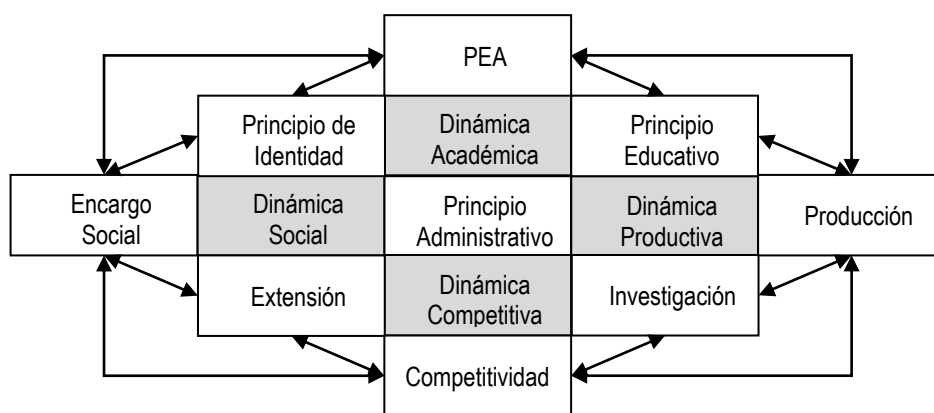 PEA
Principio de
Identidad
Dinámica
Académica
Principio
Educativo
Encargo
Social
Dinámica
Social
Principio
Administrativo
Dinámica
Productiva
Producción
Extensión
Dinámica
Competitiva
Investigación
Competitividad